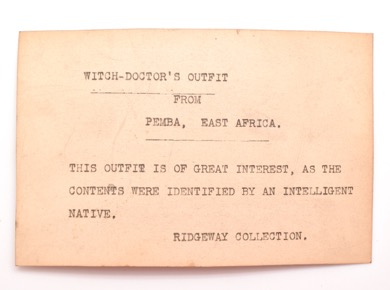 WITCH-DOCTOR'S OUTFIT
FROM
PEMBA, EAST AFRICA.
THIS OUTFIT IS OF GREAT INTEREST, AS THE
CONTENTS WERE IDENTIFIED BY AN INTELLIGENT
NATIVE.
RIDGEWAY COLLECTION.